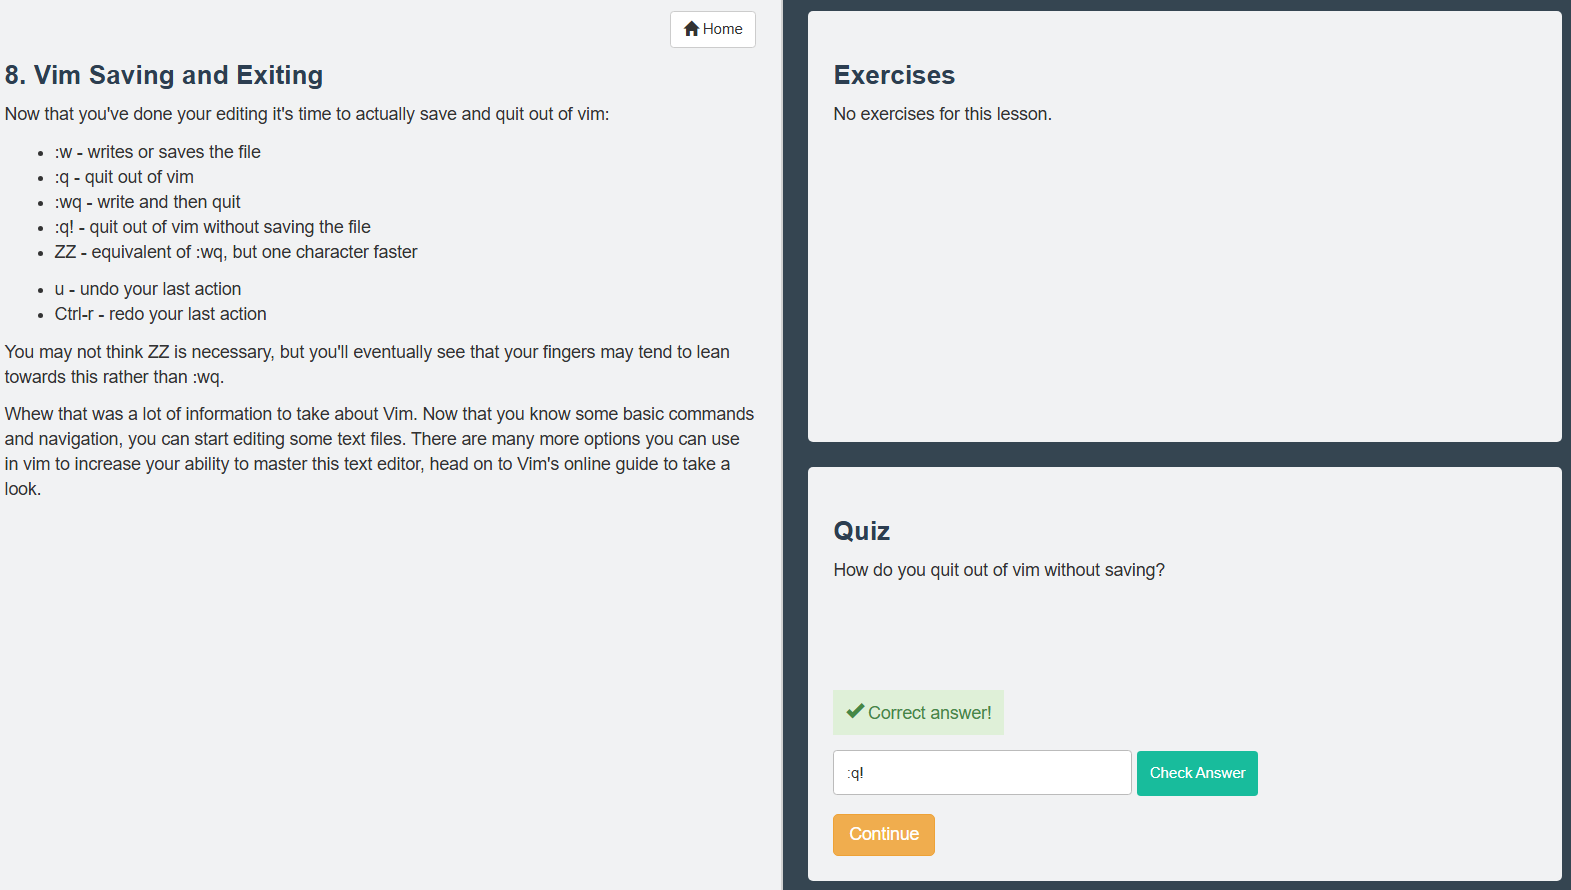 Home
8. Vim Saving and Exiting
Now that you've done your editing it's time to actually save and quit out of vim:
:w - writes or saves the file
:q - quit out of vim
:wq - write and then quit
:q! - quit out of vim without saving the file
ZZ - equivalent of :wq, but one character faster
u - undo your last action
Ctrl-r - redo your last action
You may not think ZZ is necessary, but you'll eventually see that your fingers may tend to lean
towards this rather than :wq.
Whew that was a lot of information to take about Vim. Now that you know some basic commands
and navigation, you can start editing some text files. There are many more options you can use
in vim to increase your ability to master this text editor, head on to Vim's online guide to take a
look.
Exercises
No exercises for this lesson.
Quiz
How do you quit out of vim without saving?
Correct answer!
:q!
Check Answer
Continue